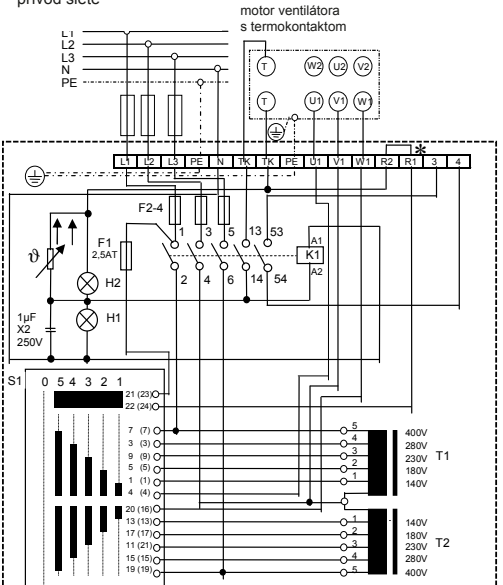 prívod siete
motor ventilátora
s termokontaktom
L1
L2
L3
N
PE
T W2 U2 V2
T U1 V1 W1
L1 L2 L3 PE N TK TK PE U1 V1 W1 R2 R1 3 4
*
F2-4
F1
2,5AT
1 3 5 13 53
2 4 6 14 54
A1
K1
A2
ϑ
H2
H1
1µF
X2
250V
S1 0 5 4 3 2 1
21 (23)
22 (24)
7 (7)
3 (3)
9 (9)
5 (5)
1 (1)
4 (4)
20 (16)
13 (13)
17 (17)
11 (21)
15 (15)
19 (19)
5 400V
4 280V
3 230V T1
2 180V
1 140V
1 140V
2 180V
3 230V T2
4 280V
5 400V